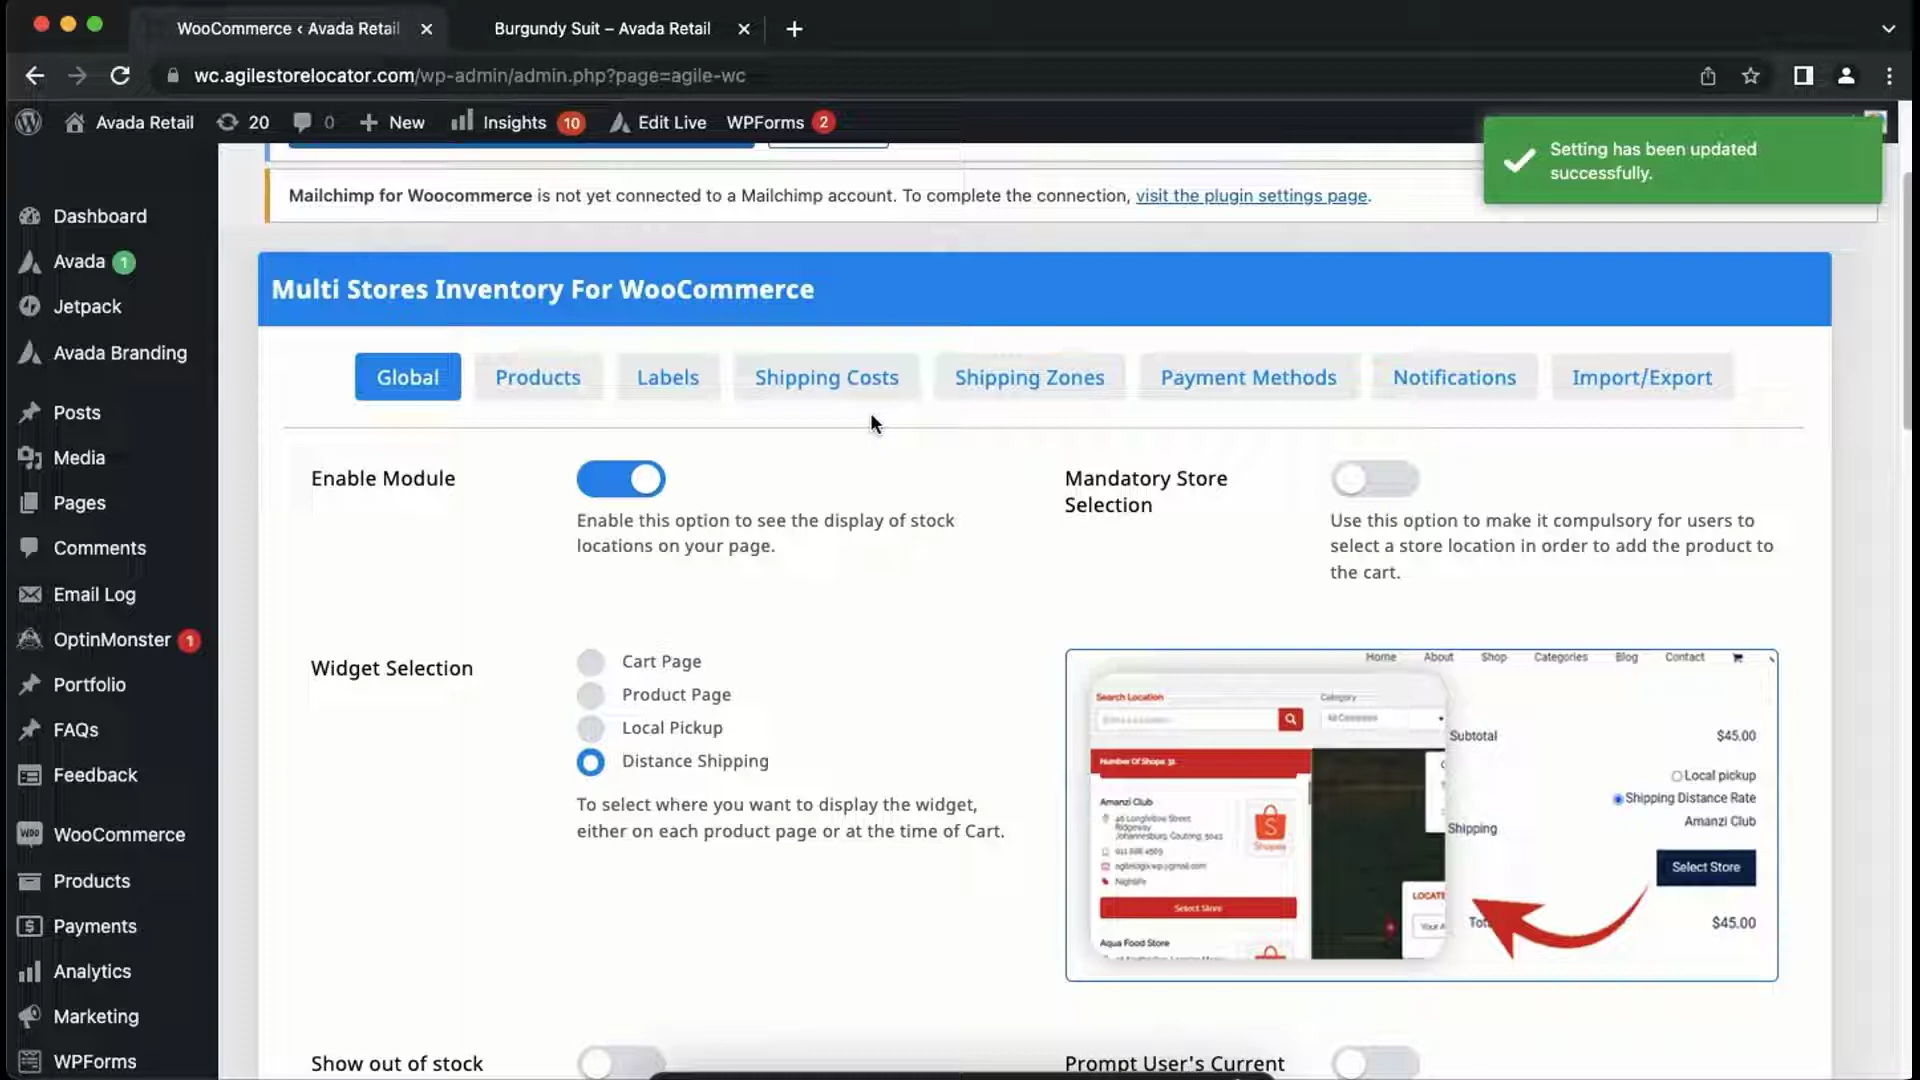 WooCommerce ‹ Avada Retail
Burgundy Suit – Avada Retail
wc.agilestorelocator.com/wp-admin/admin.php?page=agile-wc
Avada Retail
20
0
New
Insights 10
Edit Live
WPForms 2
Setting has been updated
successfully.
Mailchimp for Woocommerce is not yet connected to a Mailchimp account. To complete the connection, visit the plugin settings page.
Dashboard
Avada 1
Jetpack
Avada Branding
Posts
Media
Pages
Comments
Email Log
OptinMonster 1
Portfolio
FAQs
Feedback
WooCommerce
Products
Payments
Analytics
Marketing
WPForms
Multi Stores Inventory For WooCommerce
Global
Products
Labels
Shipping Costs
Shipping Zones
Payment Methods
Notifications
Import/Export
Enable Module
Enable this option to see the display of stock
locations on your page.
Mandatory Store
Selection
Use this option to make it compulsory for users to
select a store location in order to add the product to
the cart.
Widget Selection
Cart Page
Product Page
Local Pickup
Distance Shipping
To select where you want to display the widget,
either on each product page or at the time of Cart.
Home About Shop Categories Blog Contact
Search Location
Category
Number Of Shops: 31
Amanzi Club
Ridgeway
Select Store
Aqua Food Store
Subtotal $45.00
Local pickup
Shipping Distance Rate
Amanzi Club
Shipping
Select Store
$45.00
Show out of stock
Prompt User's Current